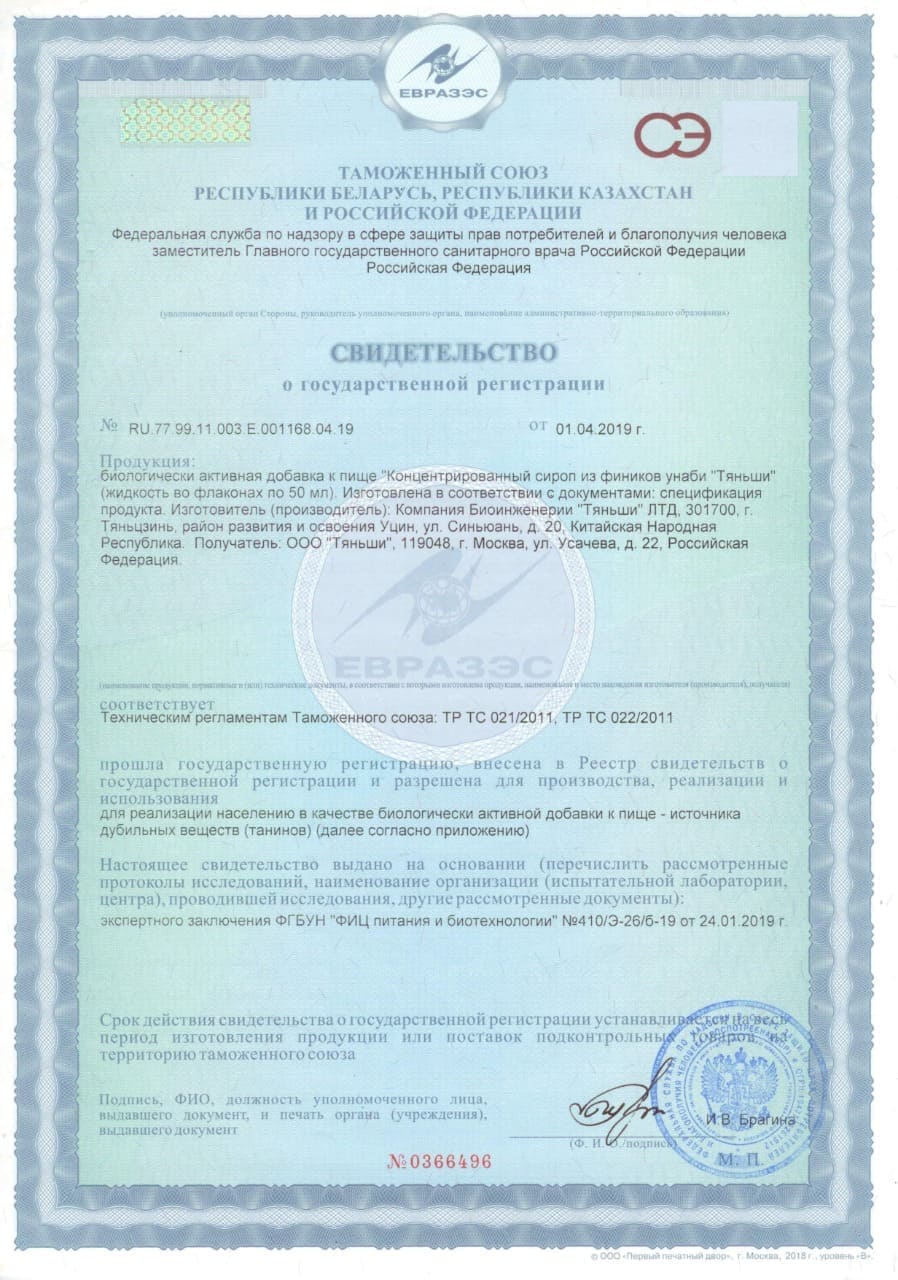 ЕВРАЗЭС
СЭ
ТАМОЖЕННЫЙ СОЮЗ
РЕСПУБЛИКИ БЕЛАРУСЬ, РЕСПУБЛИКИ КАЗАХСТАН
И РОССИЙСКОЙ ФЕДЕРАЦИИ
Федеральная служба по надзору в сфере защиты прав потребителей и благополучия человека
заместитель Главного государственного санитарного врача Российской Федерации
Российская Федерация
(уполномоченный орган Стороны, руководитель уполномоченного органа, наименование административно-территориального образования)
СВИДЕТЕЛЬСТВО
о государственной регистрации
№ RU.77.99.11.003.E.001168.04.19 от 01.04.2019 г.
Продукция:
биологически активная добавка к пище "Концентрированный сироп из фиников унаби "Тяньши"
(жидкость во флаконах по 50 мл). Изготовлена в соответствии с документами: спецификация
продукта. Изготовитель (производитель): Компания Биоинженерии "Тяньши" ЛТД, 301700, г.
Тяньцзинь, район развития и освоения Уцин, ул. Синьюань, д. 20, Китайская Народная
Республика. Получатель: ООО "Тяньши", 119048, г. Москва, ул. Усачева, д. 22, Российская
Федерация.
ЕВРАЗЭС
(наименование продукции, нормативные и (или) технические документы, в соответствии с которыми изготовлена продукция, наименование и место нахождения изготовителя (производителя), получателя)
соответствует
Техническим регламентам Таможенного союза: ТР ТС 021/2011, ТР ТС 022/2011
прошла государственную регистрацию, внесена в Реестр свидетельств о
государственной регистрации и разрешена для производства, реализации и
использования
для реализации населению в качестве биологически активной добавки к пище - источника
дубильных веществ (танинов) (далее согласно приложению)
Настоящее свидетельство выдано на основании (перечислить рассмотренные
протоколы исследований, наименование организации (испытательной лаборатории,
центра), проводившей исследования, другие рассмотренные документы):
экспертного заключения ФГБУН "ФИЦ питания и биотехнологии" №410/Э-26/б-19 от 24.01.2019 г.
Срок действия свидетельства о государственной регистрации устанавливается на весь
период изготовления продукции или поставок подконтрольных товаров на
территорию таможенного союза
Подпись, ФИО, должность уполномоченного лица,
выдавшего документ, и печать органа (учреждения),
выдавшего документ
И.В. Брагина
(Ф. И. О./подпись)
М. П.
№0366496
© ООО «Первый печатный двор», г. Москва, 2018 г., уровень «В».